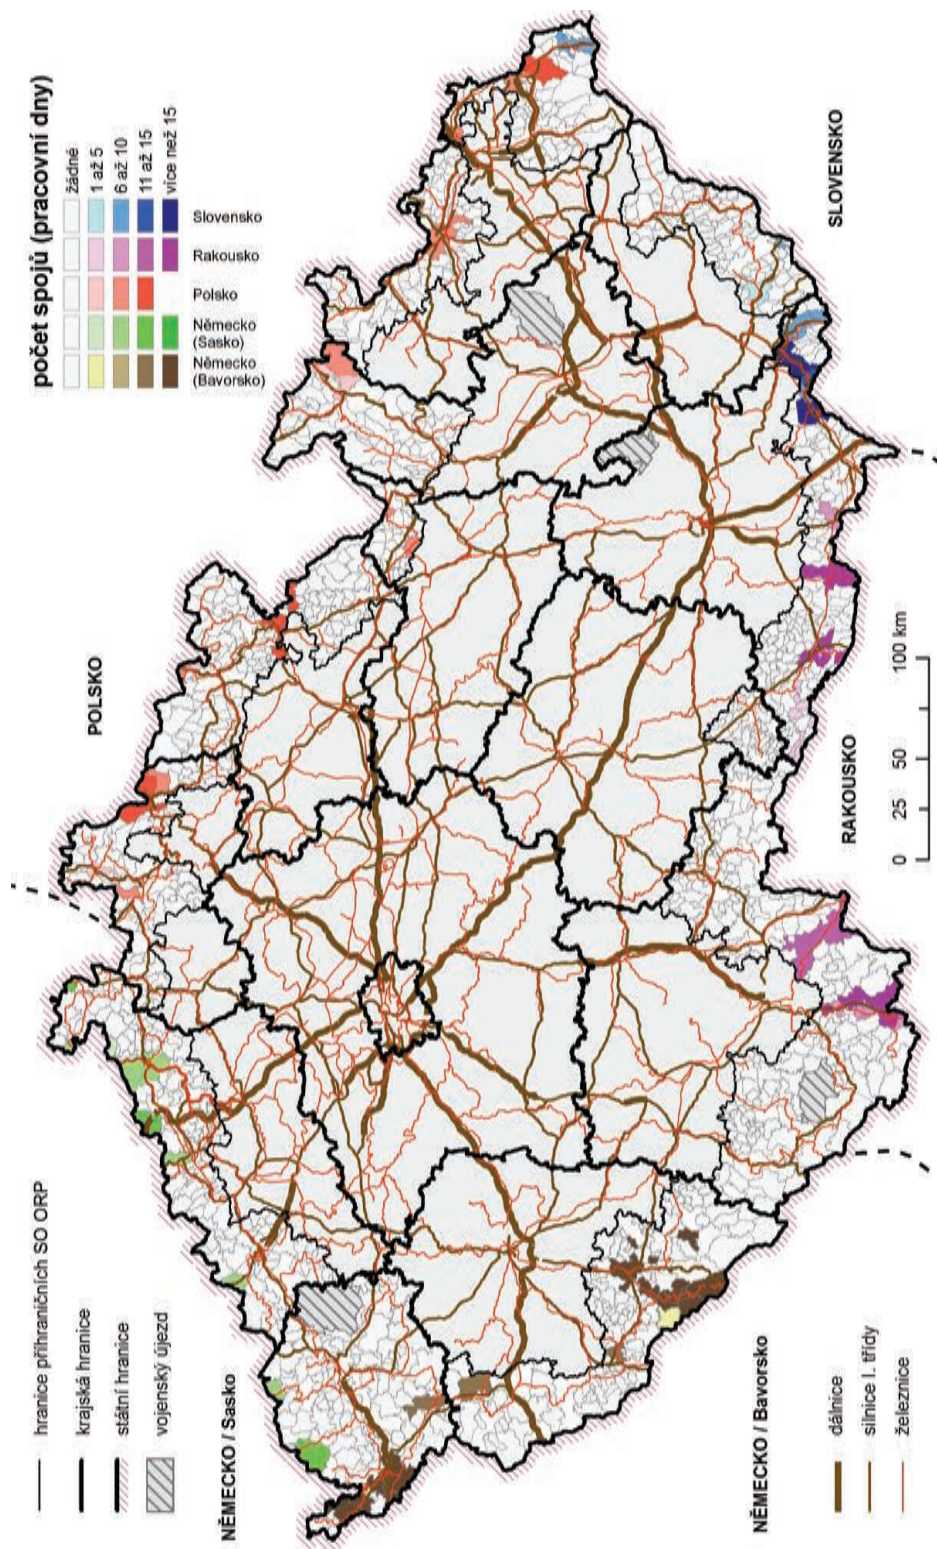 počet spojů (pracovní dny)
žádné
1 až 5
6 až 10
11 až 15
více než 15
Slovensko
Rakousko
Polsko
Německo
(Sasko)
Německo
(Bavorsko)
hranice příhraničních SO ORP
krajská hranice
státní hranice
vojenský újezd
NĚMECKO / Sasko
POLSKO
SLOVENSKO
RAKOUSKO
NĚMECKO / Bavorsko
0 25 50 100 km
dálnice
silnice I. třídy
železnice